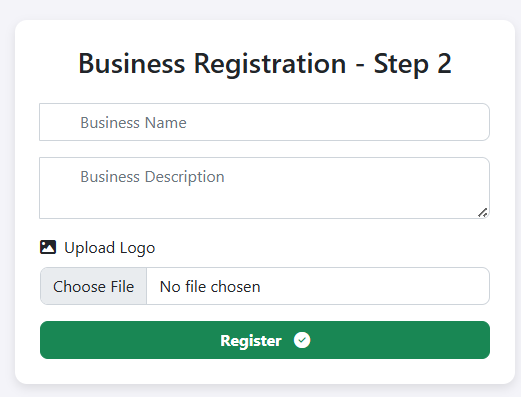 Business Registration - Step 2
Business Name
Business Description
Upload Logo
Choose File No file chosen
Register